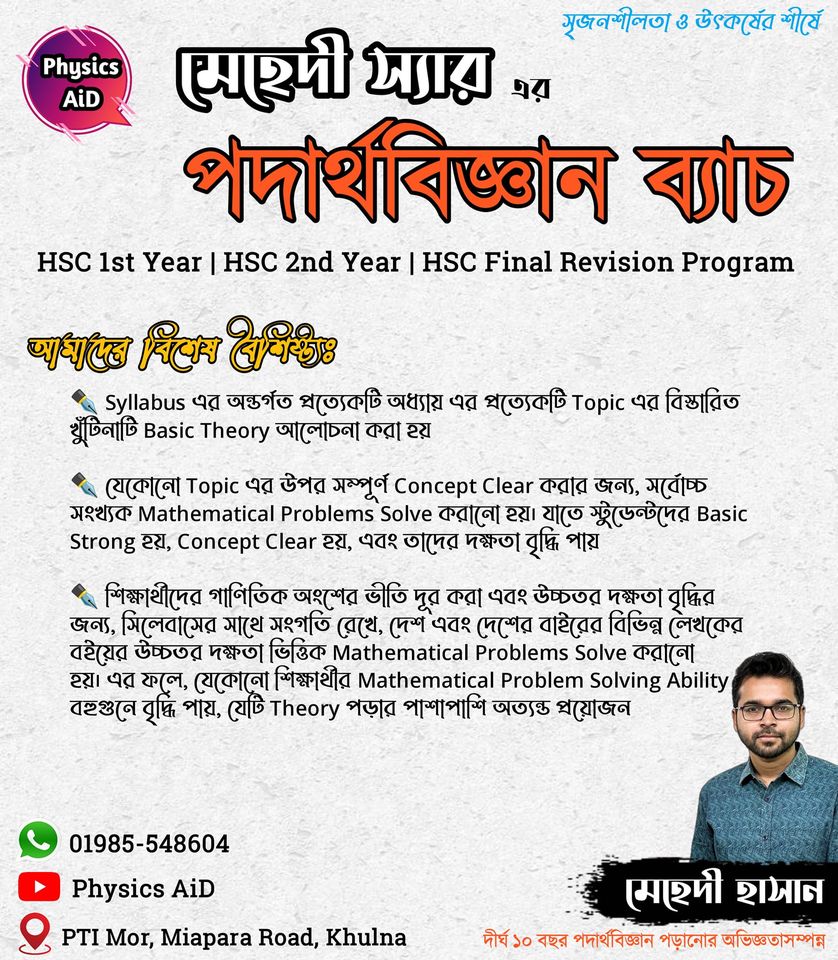 সৃজনশীলতা ও উৎকর্ষের শীর্ষে
Physics
AiD
মেহেদী স্যার এর
পদার্থবিজ্ঞান ব্যাচ
HSC 1st Year | HSC 2nd Year | HSC Final Revision Program
আমাদের বিশেষ বৈশিষ্ট্যঃ
Syllabus এর অন্তর্গত প্রত্যেকটি অধ্যায় এর প্রত্যেকটি Topic এর বিস্তারিত
খুঁটিনাটি Basic Theory আলোচনা করা হয়
যেকোনো Topic এর উপর সম্পূর্ণ Concept Clear করার জন্য, সর্বোচ্চ
সংখ্যক Mathematical Problems Solve করানো হয়। যাতে স্টুডেন্টদের Basic
Strong হয়, Concept Clear হয়, এবং তাদের দক্ষতা বৃদ্ধি পায়
শিক্ষার্থীদের গাণিতিক অংশের ভীতি দূর করা এবং উচ্চতর দক্ষতা বৃদ্ধির
জন্য, সিলেবাসের সাথে সংগতি রেখে, দেশ এবং দেশের বাইরের বিভিন্ন লেখকের
বইয়ের উচ্চতর দক্ষতা ভিত্তিক Mathematical Problems Solve করানো
হয়। এর ফলে, যেকোনো শিক্ষার্থীর Mathematical Problem Solving Ability
বহুগুনে বৃদ্ধি পায়, যেটি Theory পড়ার পাশাপাশি অত্যন্ত প্রয়োজন
01985-548604
Physics AiD
PTI Mor, Miapara Road, Khulna
মেহেদী হাসান
দীর্ঘ ১০ বছর পদার্থবিজ্ঞান পড়ানোর অভিজ্ঞতাসম্পন্ন